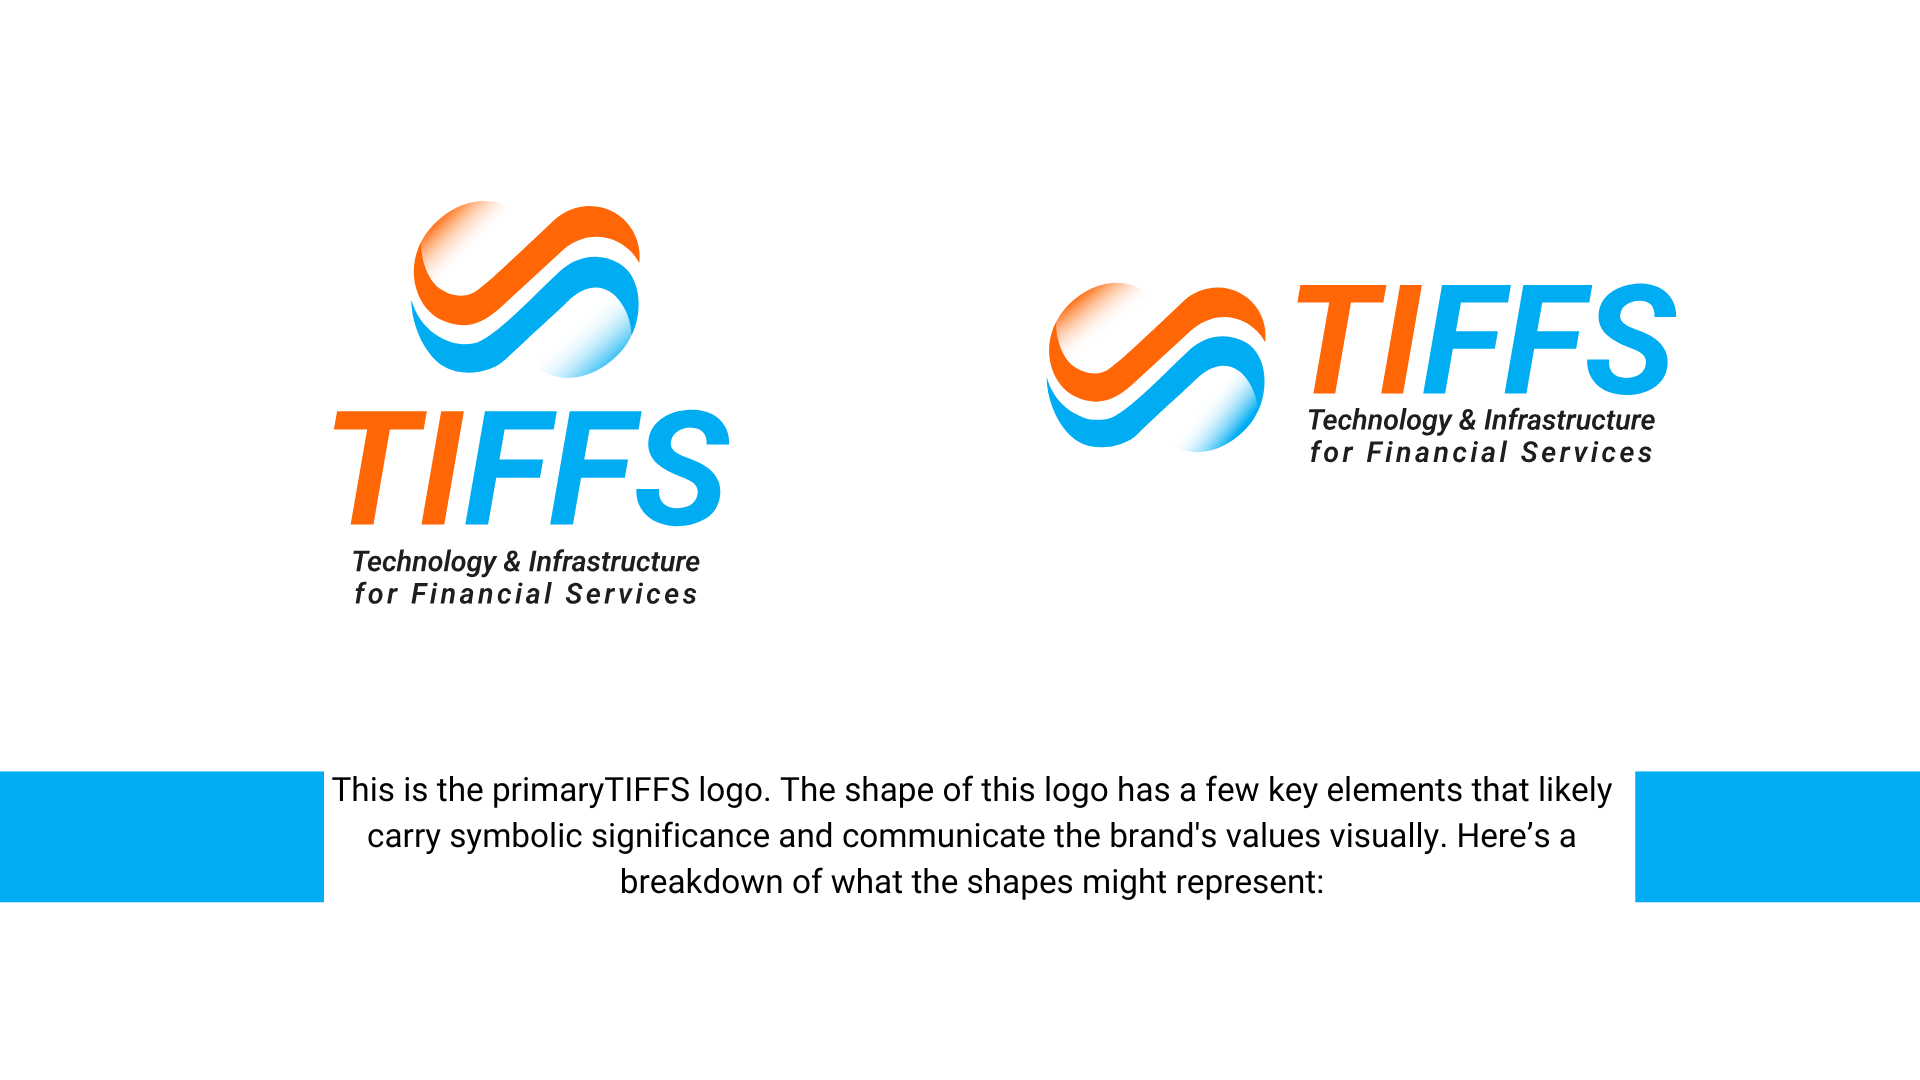 TIFFS
Technology & Infrastructure
for Financial Services
TIFFS
Technology & Infrastructure
for Financial Services
This is the primaryTIFFS logo. The shape of this logo has a few key elements that likely
carry symbolic significance and communicate the brand's values visually. Here’s a
breakdown of what the shapes might represent: